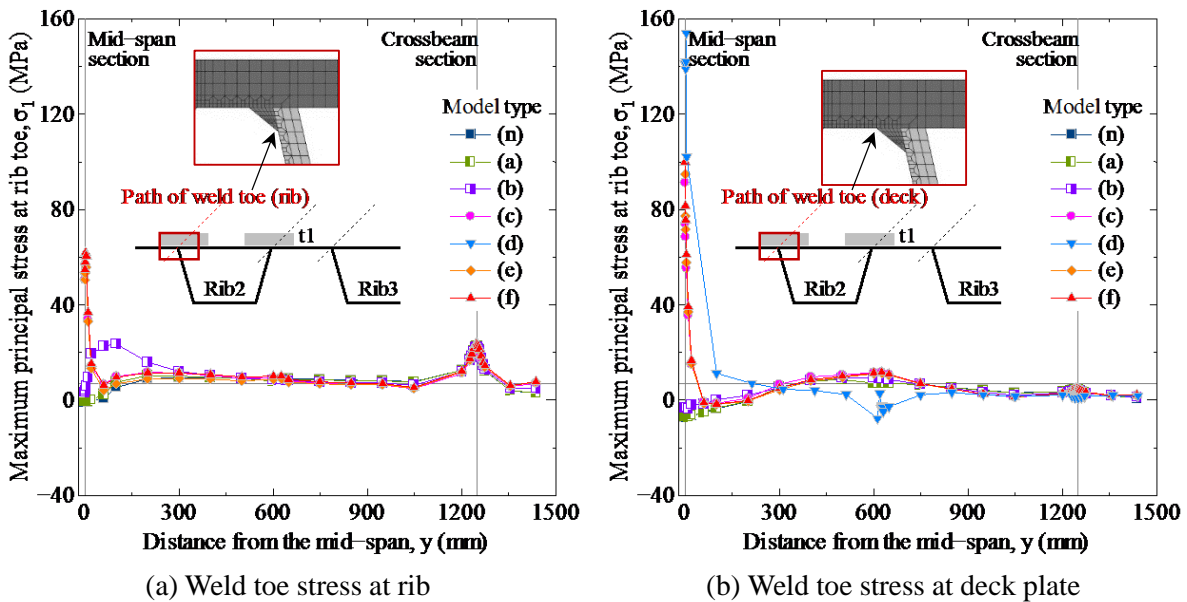 160
120
80
40
0
−40
Maximum principal stress at rib toe, σ1 (MPa)
Mid−span
section
Crossbeam
section
Model type
(n)
(a)
(b)
(c)
(d)
(e)
(f)
Path of weld toe (rib)
t1
Rib2
Rib3
0 300 600 900 1200 1500
Distance from the mid−span, y (mm)
(a) Weld toe stress at rib
160
120
80
40
0
−40
Maximum principal stress at rib toe, σ1 (MPa)
Mid−span
section
Crossbeam
section
Model type
(n)
(a)
(b)
(c)
(d)
(e)
(f)
Path of weld toe (deck)
t1
Rib2
Rib3
0 300 600 900 1200 1500
Distance from the mid−span, y (mm)
(b) Weld toe stress at deck plate